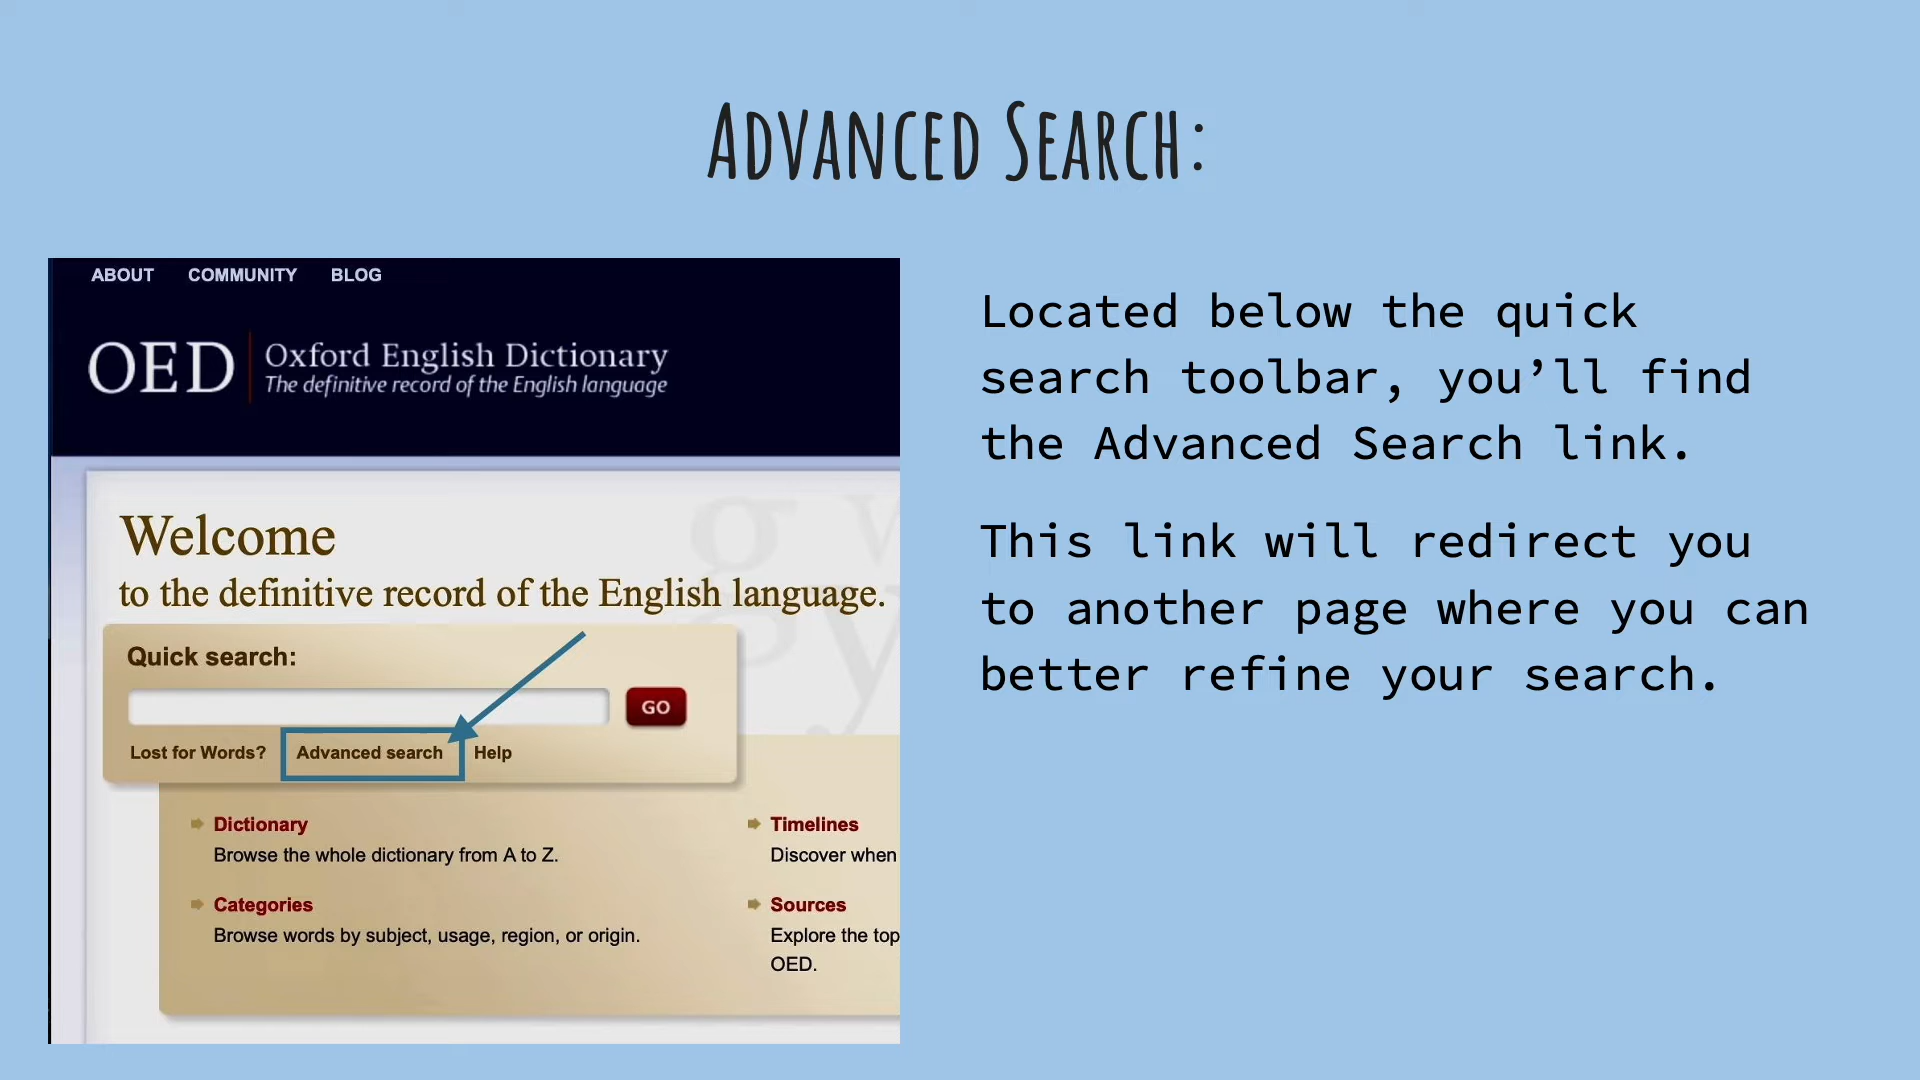 Advanced Search:
ABOUT COMMUNITY BLOG
OED Oxford English Dictionary
The definitive record of the English language
Welcome
to the definitive record of the English language.
Quick search:
GO
Lost for Words? Advanced search Help
Dictionary
Browse the whole dictionary from A to Z.
Categories
Browse words by subject, usage, region, or origin.
Timelines
Discover when
Sources
Explore the top
OED.
Located below the quick
search toolbar, you’ll find
the Advanced Search link.
This link will redirect you
to another page where you can
better refine your search.